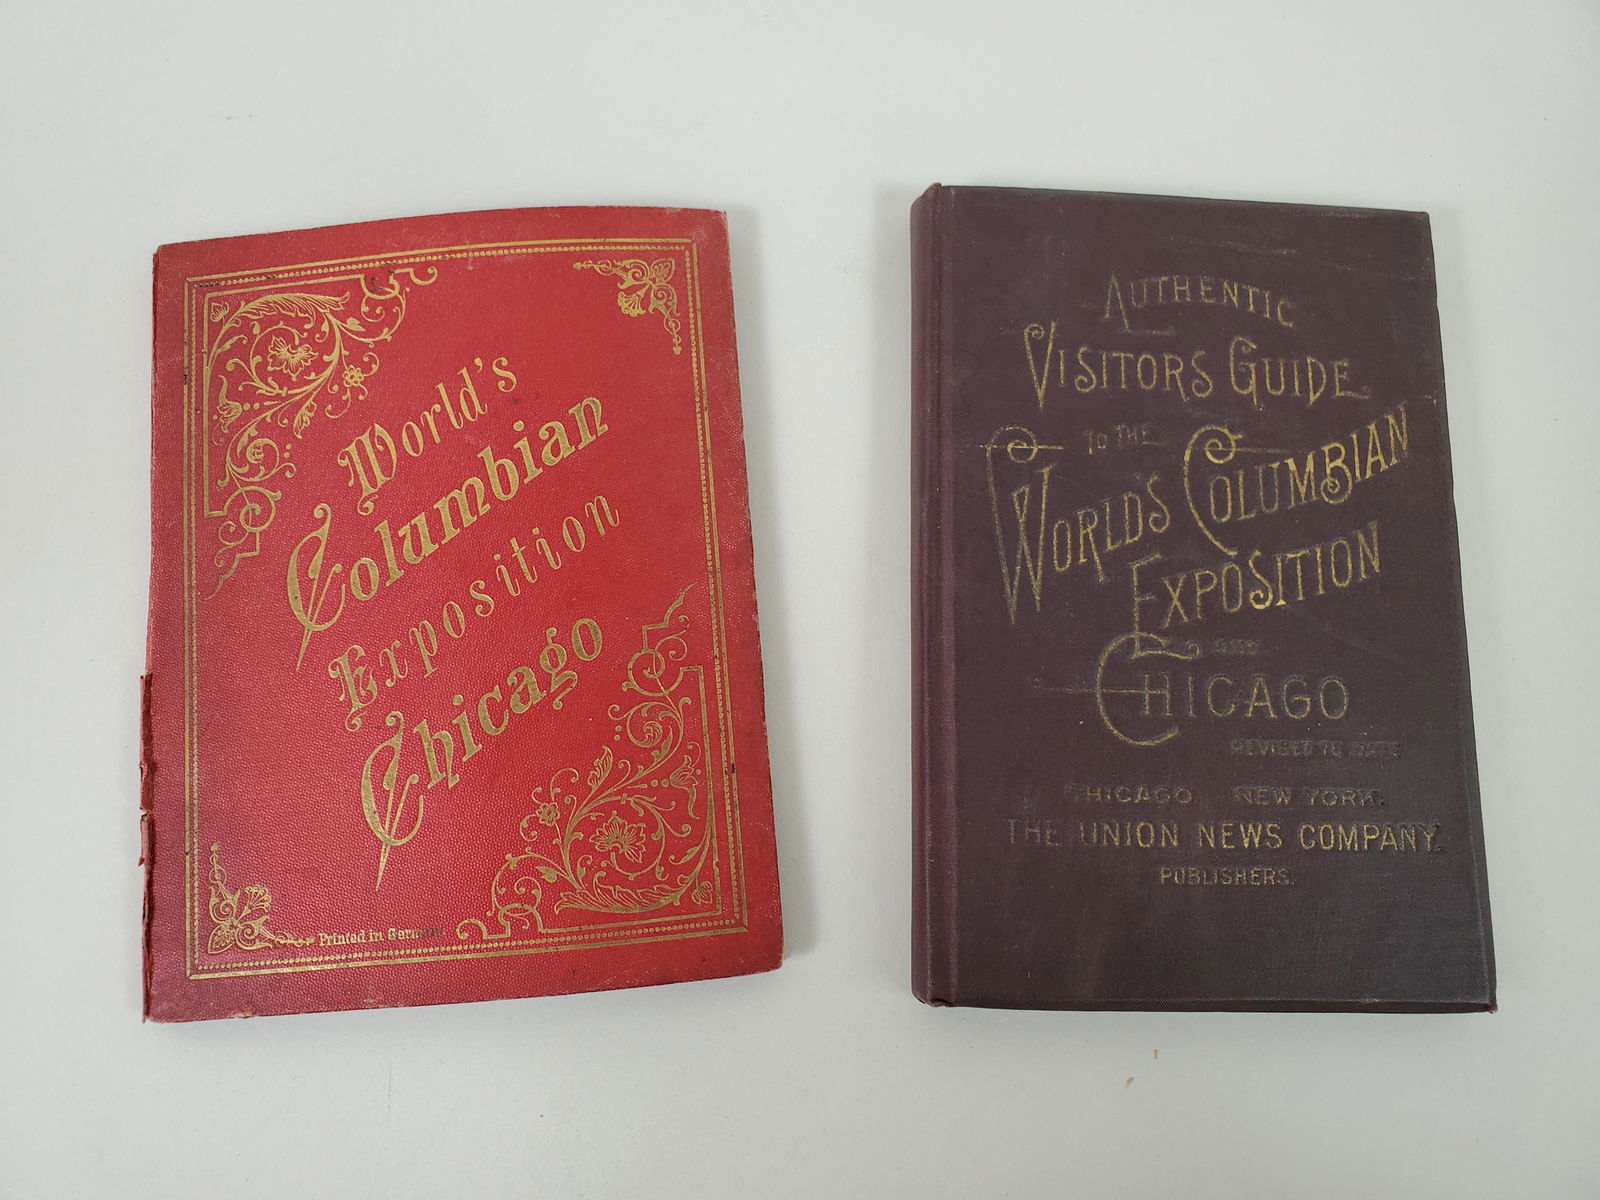 World's
Columbian
Exposition
Chicago
Printed in Germany
AUTHENTIC
VISITORS GUIDE
TO THE
WORLD'S COLUMBIAN
EXPOSITION
AND
CHICAGO
REVISED TO DATE
CHICAGO. NEW YORK.
THE UNION NEWS COMPANY.
PUBLISHERS.